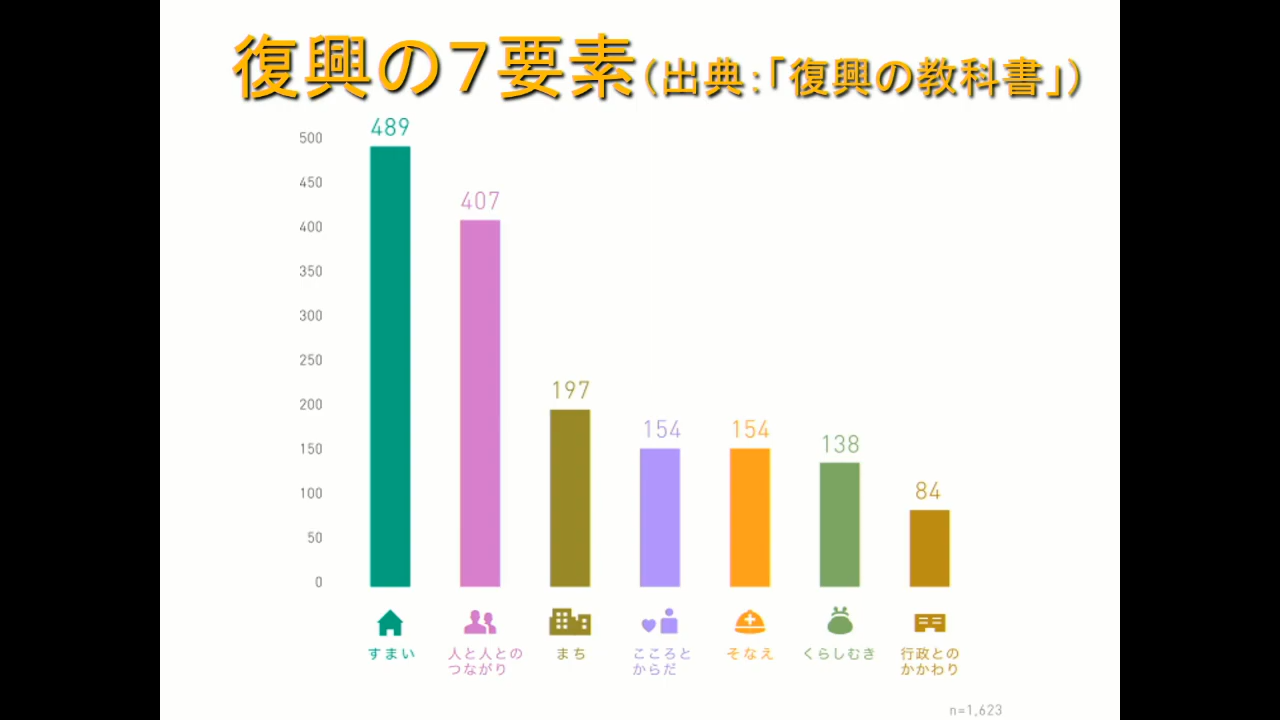 復興の7要素(出典:「復興の教科書」)
489
407
197
154
154
138
84
500
450
400
350
300
250
200
150
100
50
0
すまい
人と人との
つながり
まち
こころと
からだ
そなえ
くらしむき
行政との
かかわり
n=1,623